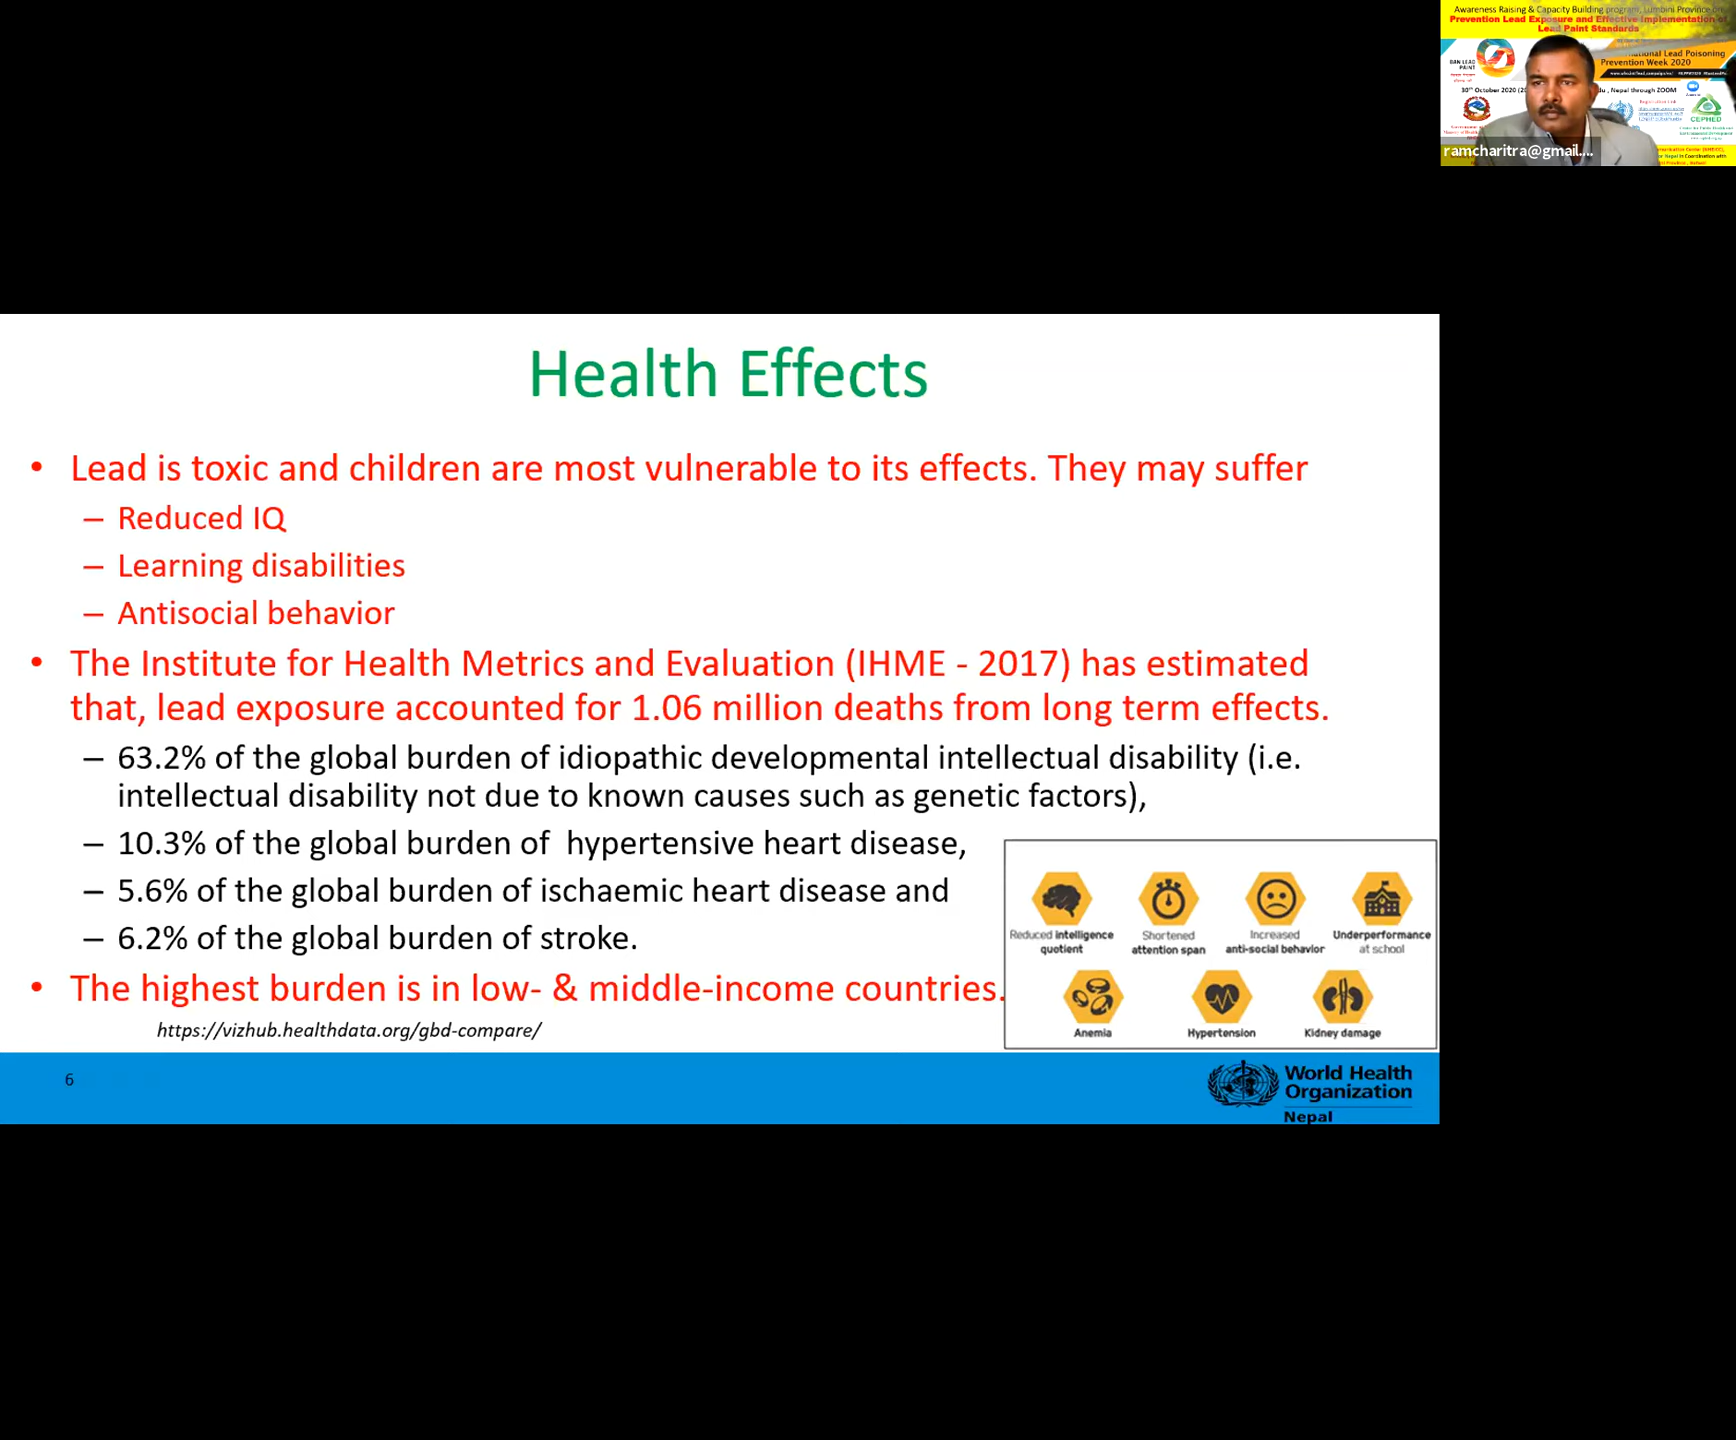 Awareness Raising & Capacity Building program, Lumbini Province on
Prevention Lead Exposure and Effective Implementation of
Lead Paint Standards
BAN LEAD
PAINT
national Lead Poisoning
Prevention Week 2020
30th October 2020
Nepal through ZOOM
CEPHED
ramcharitra@gmail....
Health Effects
• Lead is toxic and children are most vulnerable to its effects. They may suffer
– Reduced IQ
– Learning disabilities
– Antisocial behavior
• The Institute for Health Metrics and Evaluation (IHME - 2017) has estimated
that, lead exposure accounted for 1.06 million deaths from long term effects.
– 63.2% of the global burden of idiopathic developmental intellectual disability (i.e.
intellectual disability not due to known causes such as genetic factors),
– 10.3% of the global burden of hypertensive heart disease,
– 5.6% of the global burden of ischaemic heart disease and
– 6.2% of the global burden of stroke.
• The highest burden is in low- & middle-income countries.
https://vizhub.healthdata.org/gbd-compare/
Reduced intelligence
quotient
Shortened
attention span
Increased
anti-social behavior
Underperformance
at school
Anemia
Hypertension
Kidney damage
6
World Health
Organization
Nepal